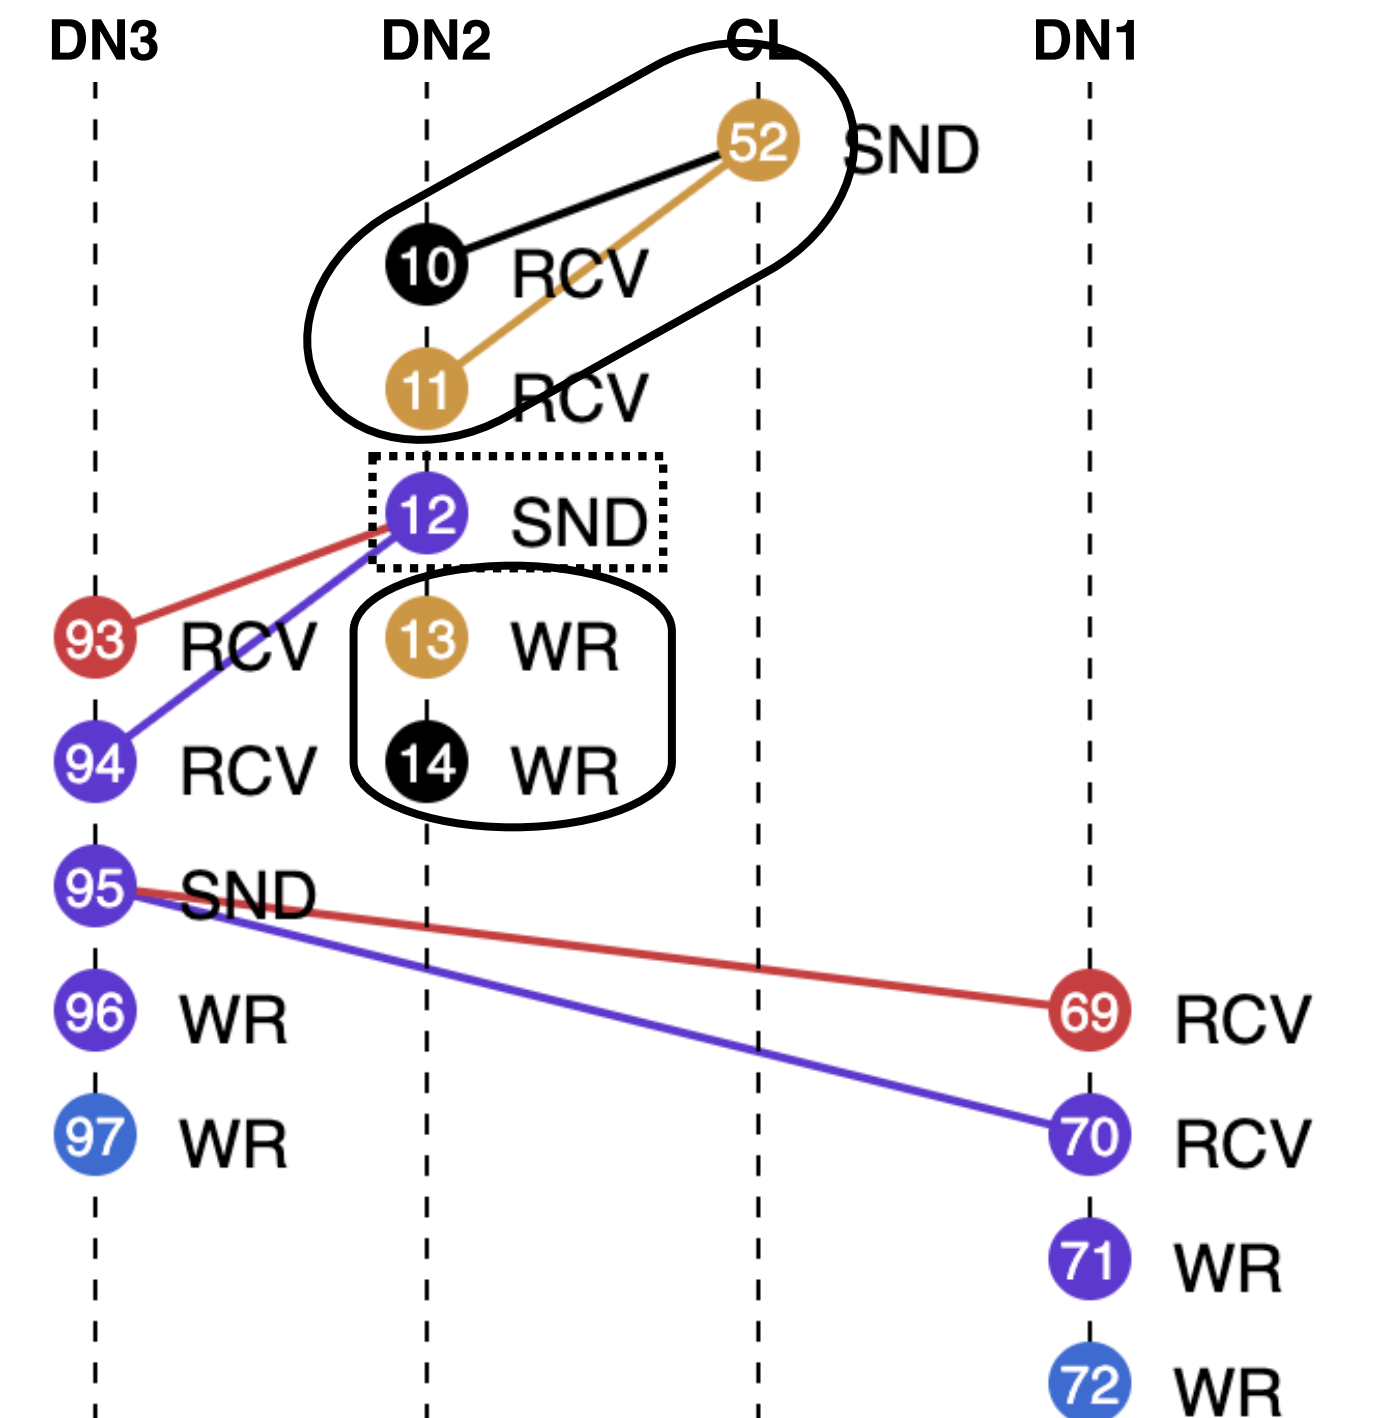 DN3 DN2 CL DN1
52 SND
10 RCV
11 RCV
12 SND
93 RCV 13 WR
94 RCV 14 WR
95 SND
96 WR 69 RCV
97 WR 70 RCV
71 WR
72 WR